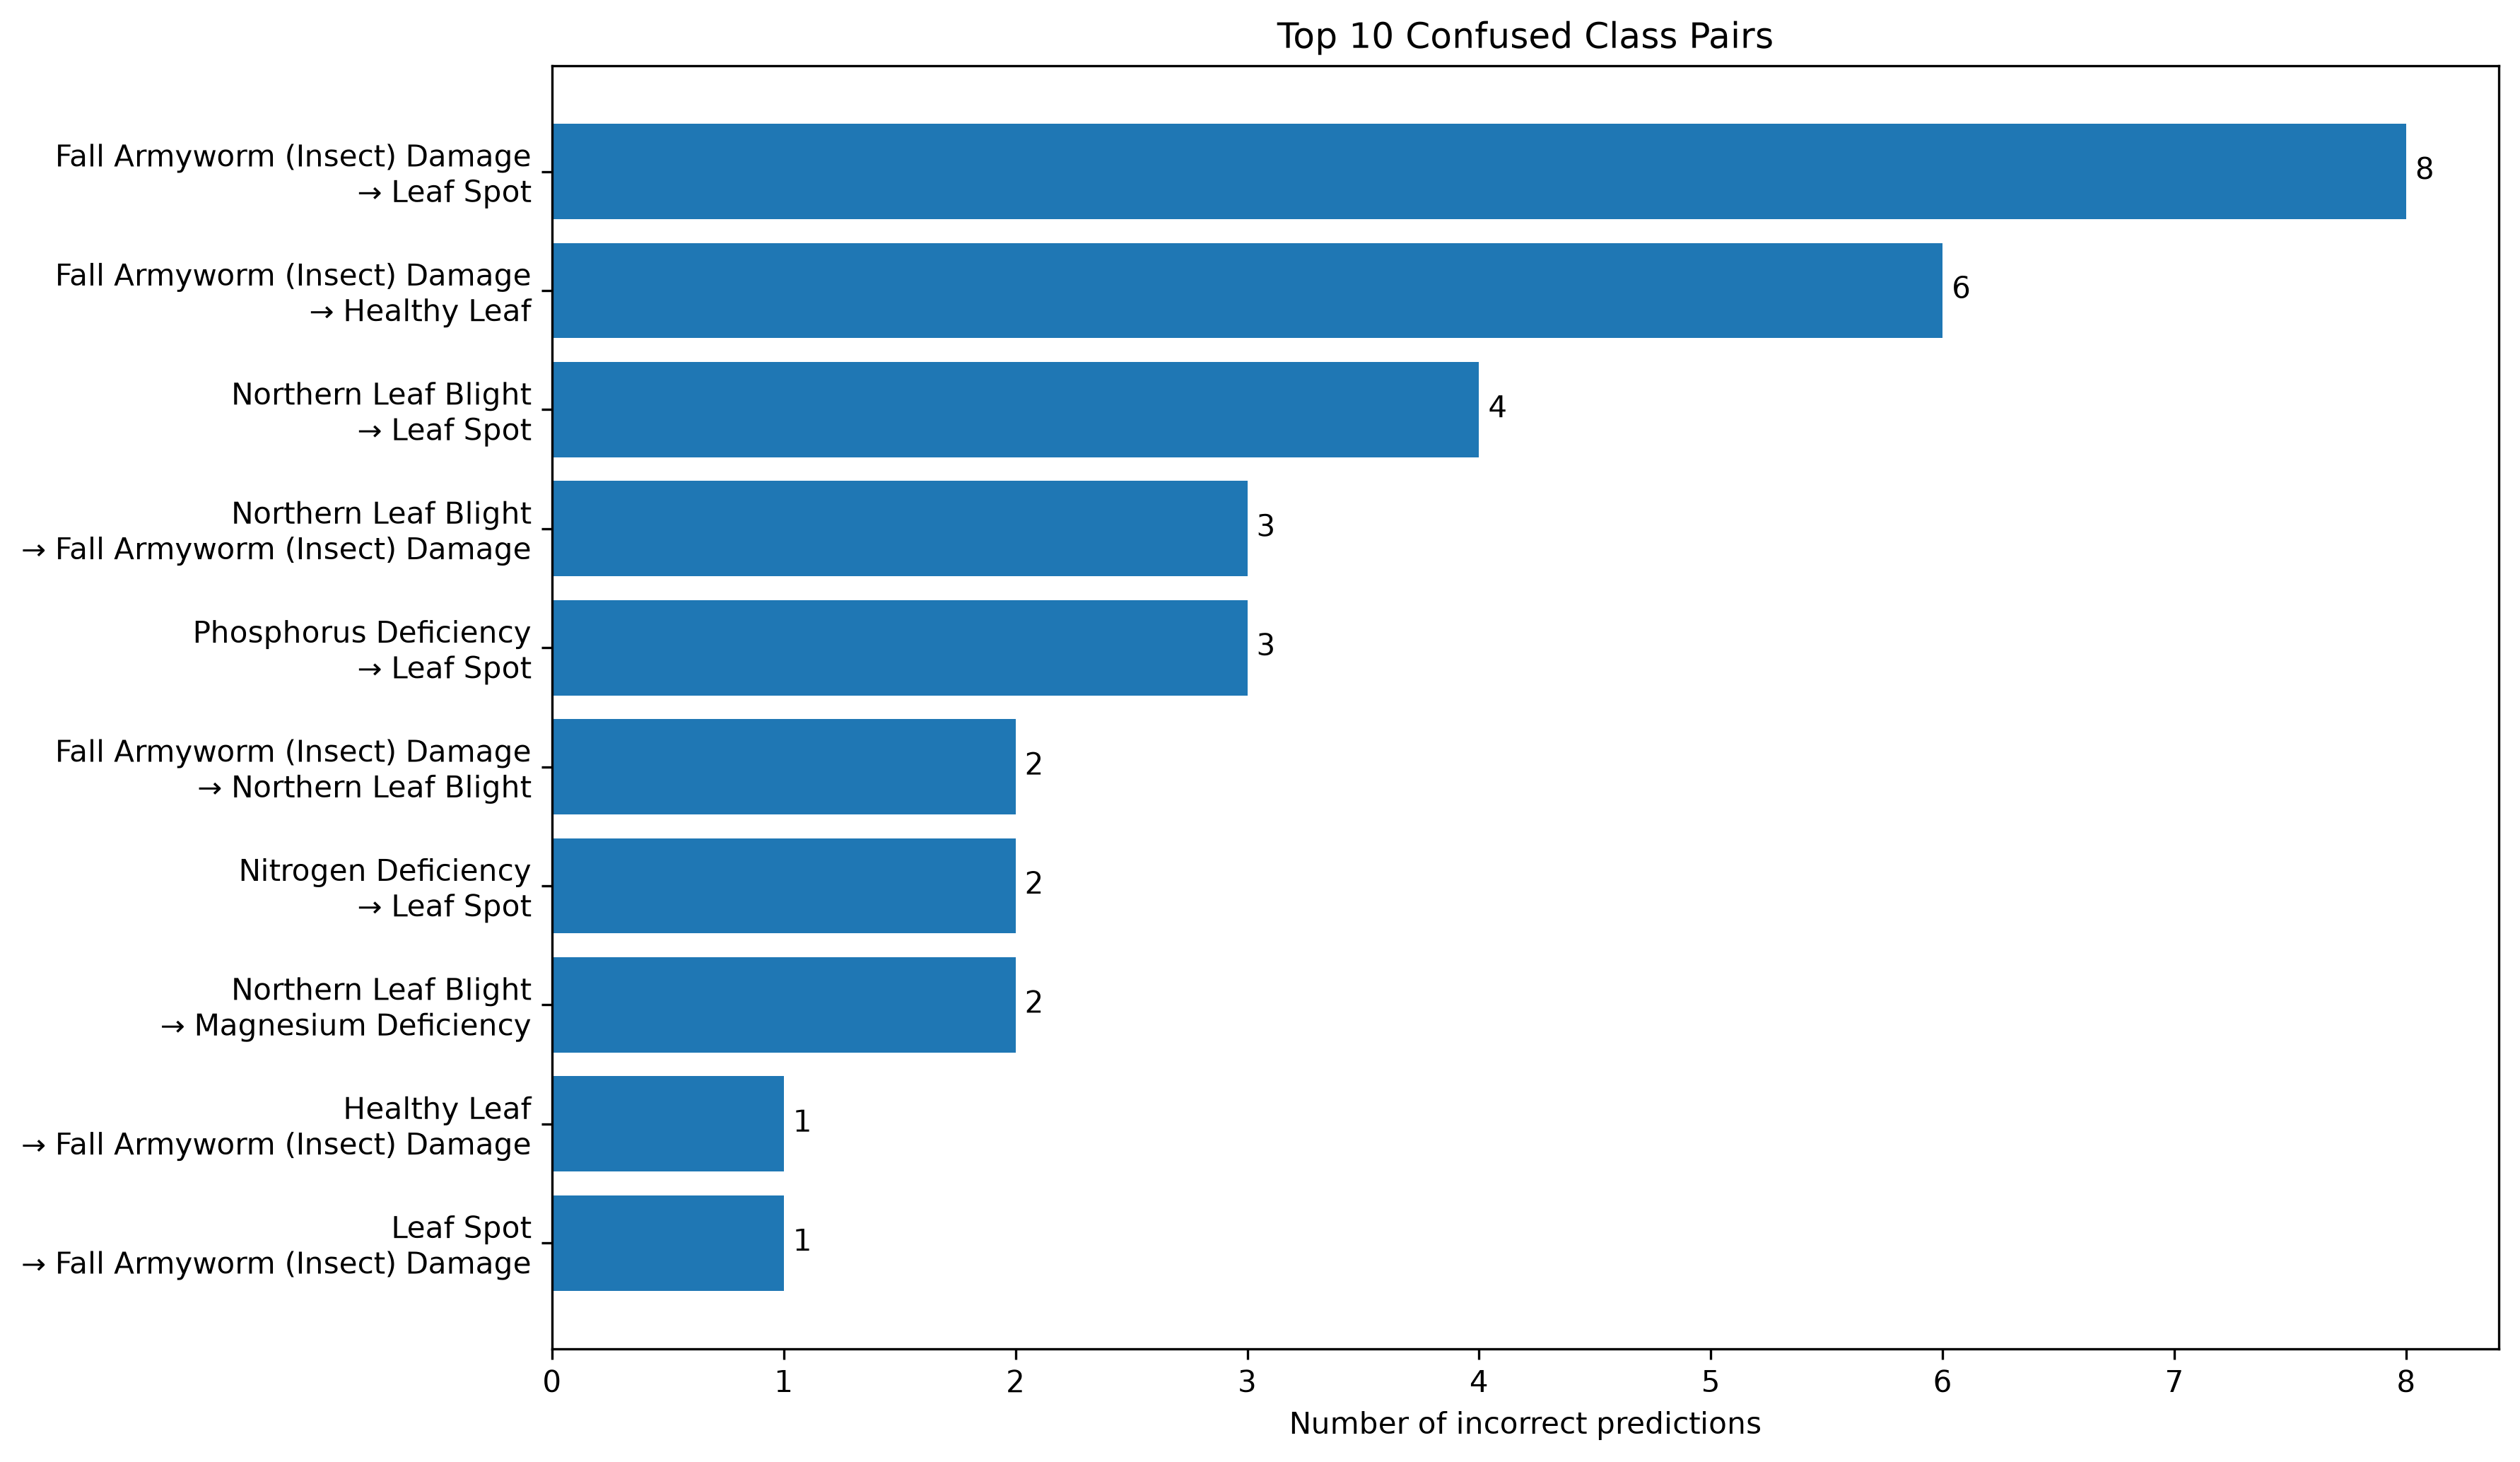 Top 10 Confused Class Pairs
Fall Armyworm (Insect) Damage
→ Leaf Spot
8
Fall Armyworm (Insect) Damage
→ Healthy Leaf
6
Northern Leaf Blight
→ Leaf Spot
4
Northern Leaf Blight
→ Fall Armyworm (Insect) Damage
3
Phosphorus Deficiency
→ Leaf Spot
3
Fall Armyworm (Insect) Damage
→ Northern Leaf Blight
2
Nitrogen Deficiency
→ Leaf Spot
2
Northern Leaf Blight
→ Magnesium Deficiency
2
Healthy Leaf
→ Fall Armyworm (Insect) Damage
1
Leaf Spot
→ Fall Armyworm (Insect) Damage
1
0 1 2 3 4 5 6 7 8
Number of incorrect predictions